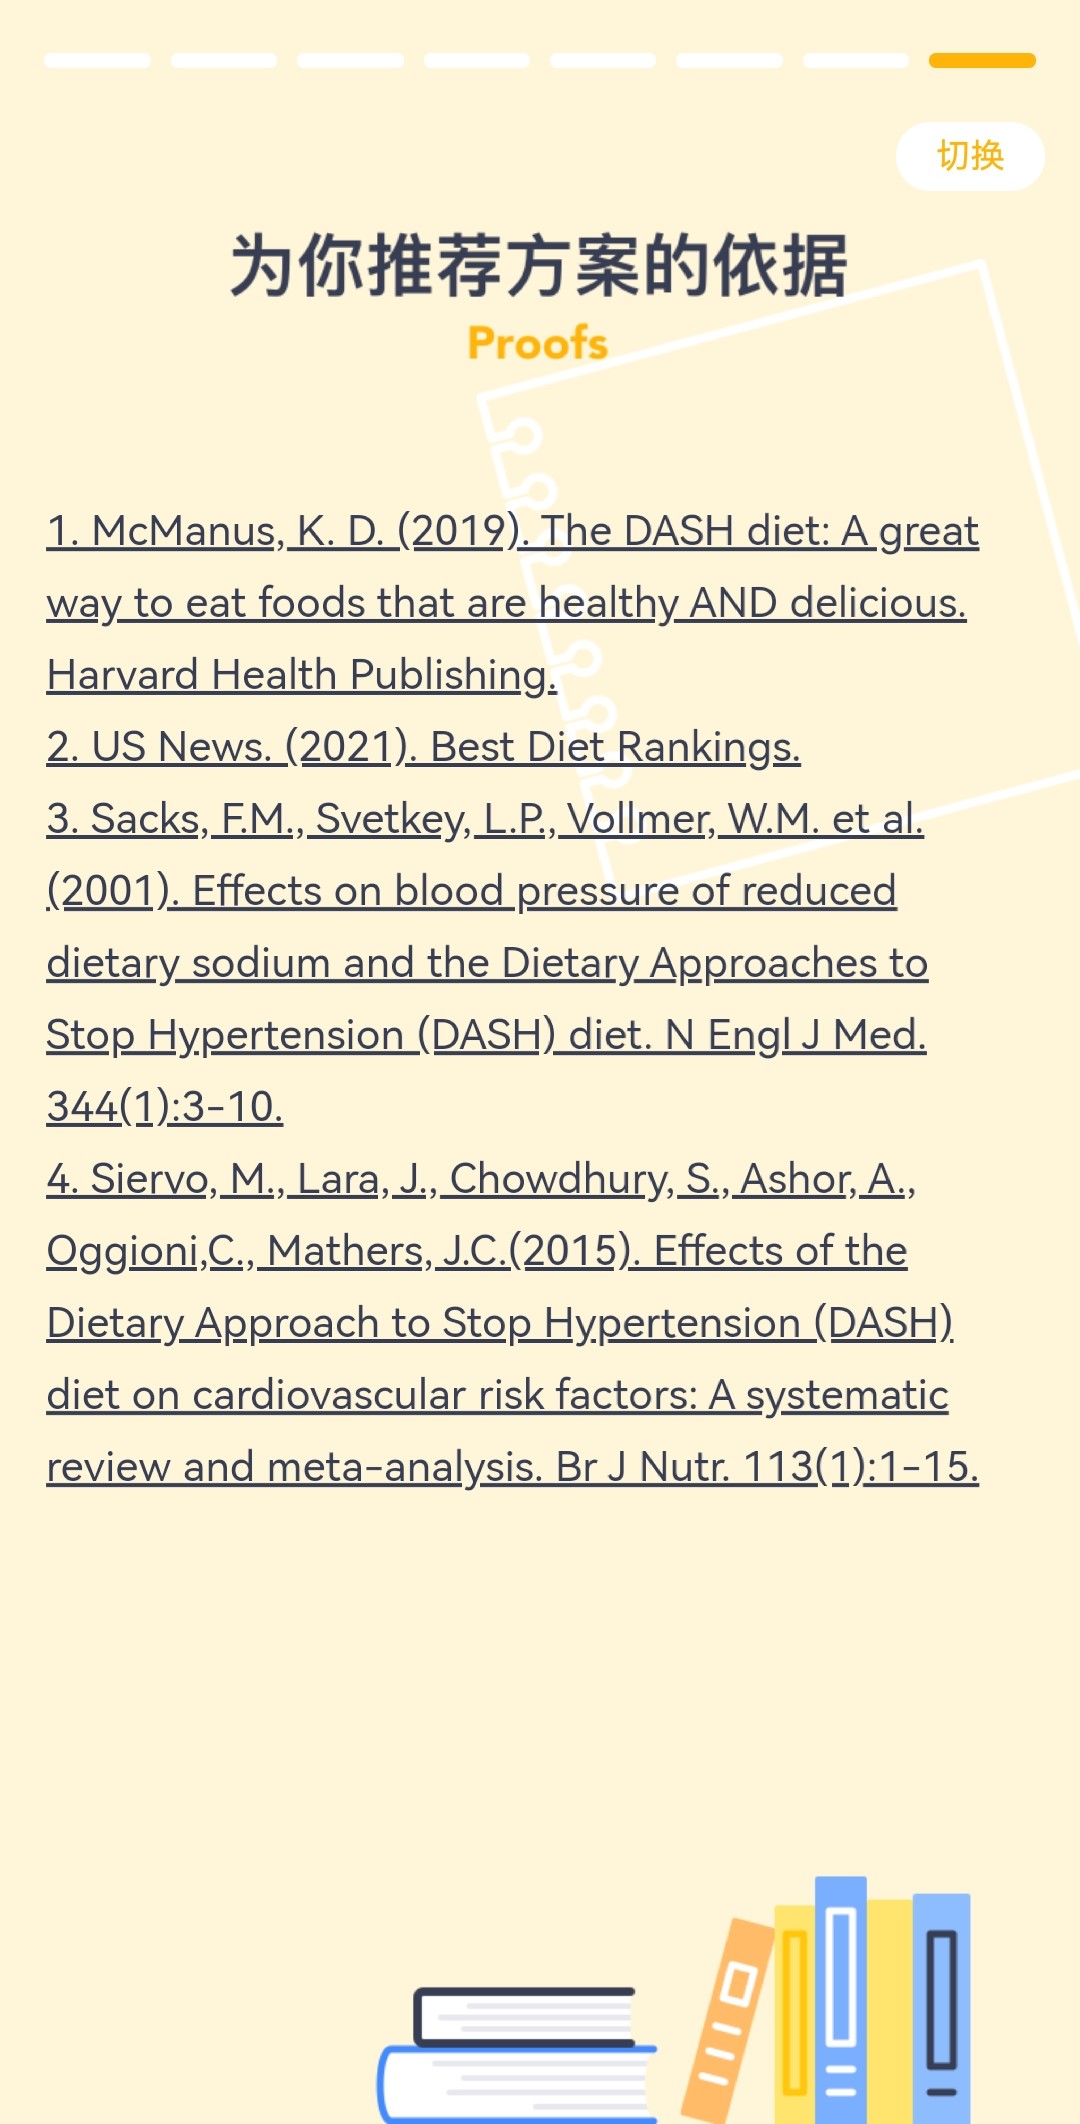 切换
为你推荐方案的依据
Proofs
1. McManus, K. D. (2019). The DASH diet: A great
way to eat foods that are healthy AND delicious.
Harvard Health Publishing.
2. US News. (2021). Best Diet Rankings.
3. Sacks, F.M., Svetkey, L.P., Vollmer, W.M. et al.
(2001). Effects on blood pressure of reduced
dietary sodium and the Dietary Approaches to
Stop Hypertension (DASH) diet. N Engl J Med.
344(1):3-10.
4. Siervo, M., Lara, J., Chowdhury, S., Ashor, A.,
Oggioni,C., Mathers, J.C.(2015). Effects of the
Dietary Approach to Stop Hypertension (DASH)
diet on cardiovascular risk factors: A systematic
review and meta-analysis. Br J Nutr. 113(1):1-15.